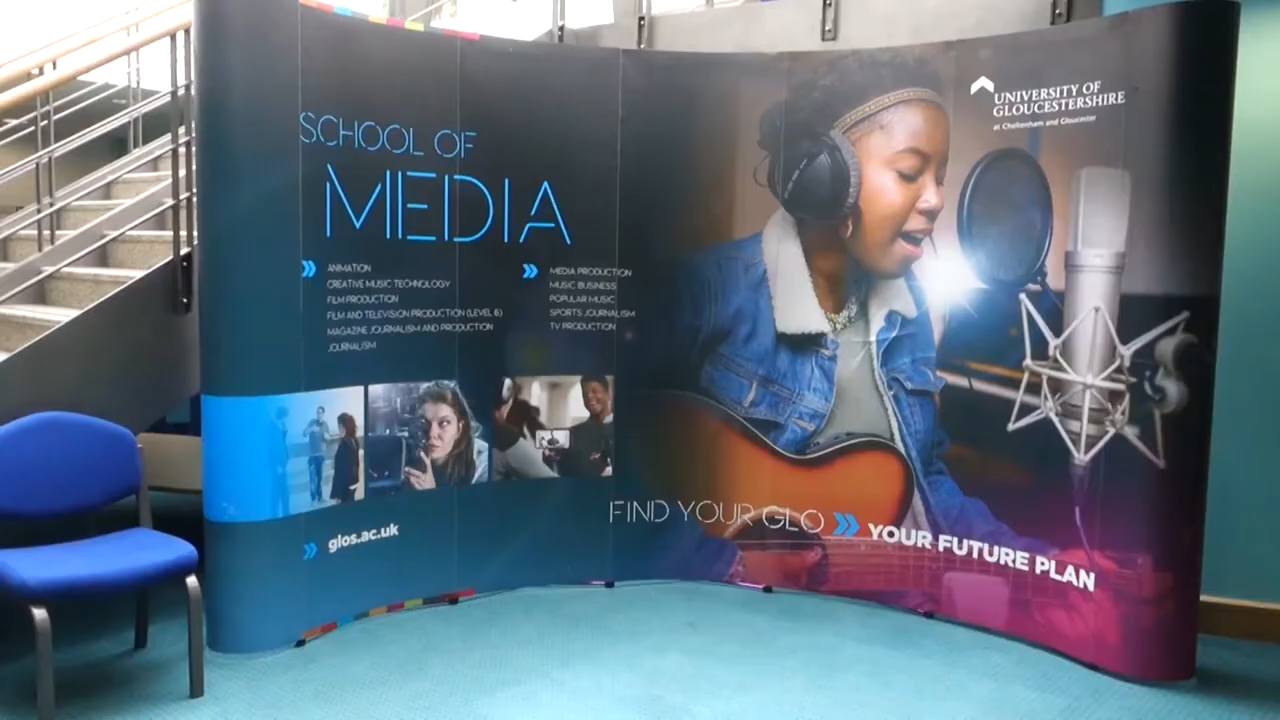 SCHOOL OF
MEDIA
ANIMATION
CREATIVE MUSIC TECHNOLOGY
FILM PRODUCTION
FILM AND TELEVISION PRODUCTION (LEVEL 6)
MAGAZINE JOURNALISM AND PRODUCTION
JOURNALISM
MEDIA PRODUCTION
MUSIC BUSINESS
POPULAR MUSIC
SPORTS JOURNALISM
TV PRODUCTION
glos.ac.uk
UNIVERSITY OF
GLOUCESTERSHIRE
at Cheltenham and Gloucester
FIND YOUR GLO
YOUR FUTURE PLAN